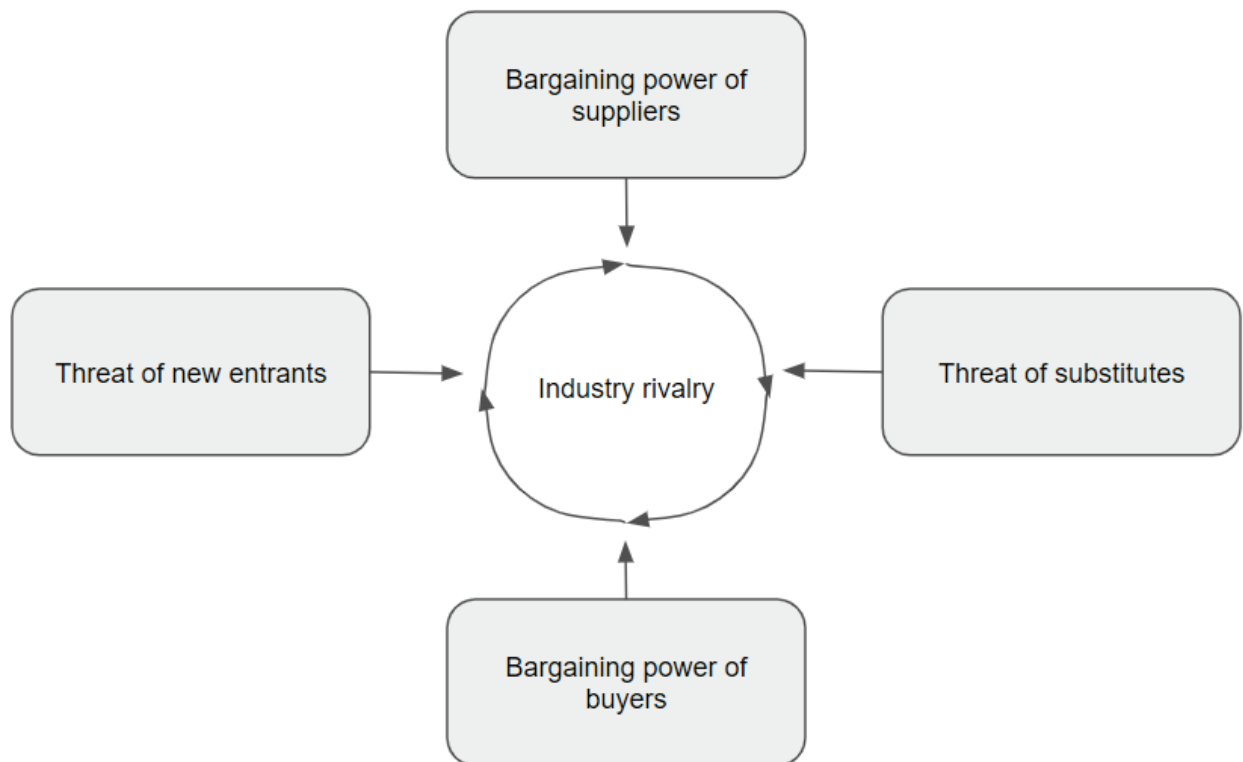 Bargaining power of
suppliers
Threat of new entrants
Industry rivalry
Threat of substitutes
Bargaining power of
buyers